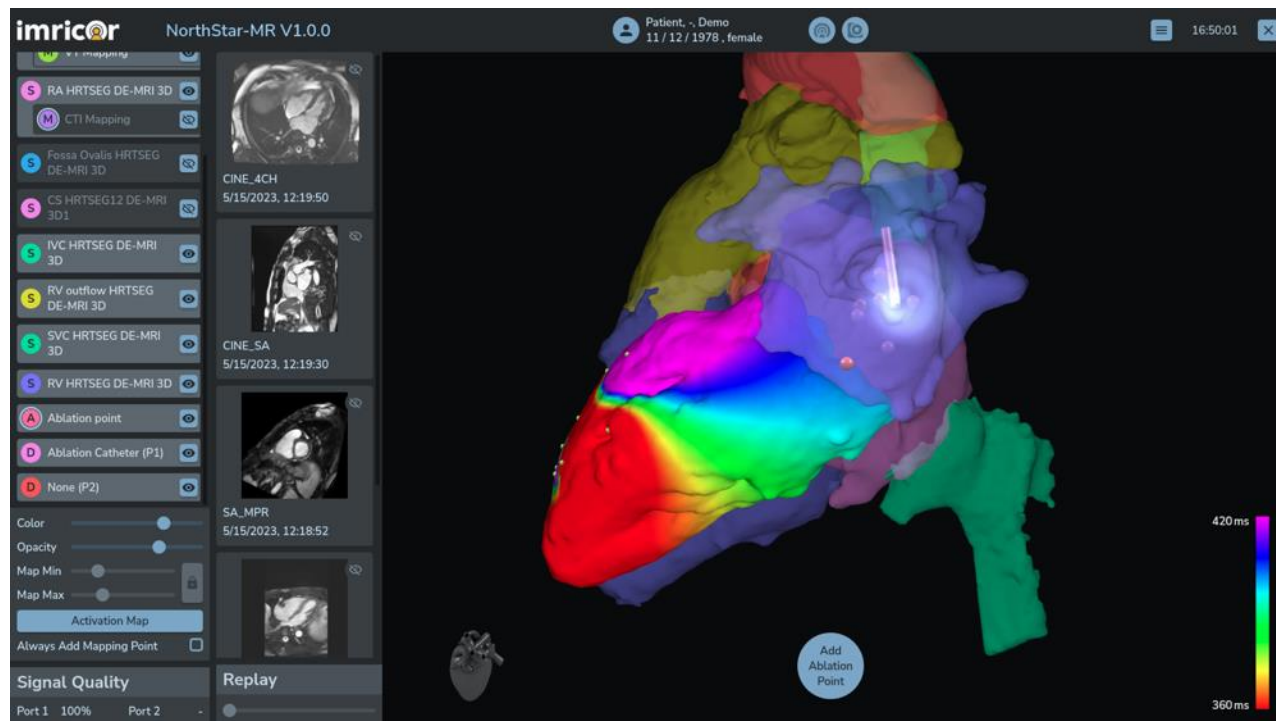 imricor
NorthStar-MR V1.0.0
Patient, -, Demo
11 / 12 / 1978 , female
16:50:01
M
S RA HRTSEG DE-MRI 3D
M CTI Mapping
S Fossa Ovalis HRTSEG
DE-MRI 3D
S CS HRTSEG12 DE-MRI
3D1
S IVC HRTSEG DE-MRI
3D
S RV outflow HRTSEG
DE-MRI 3D
S SVC HRTSEG DE-MRI
3D
S RV HRTSEG DE-MRI 3D
A Ablation point
D Ablation Catheter (P1)
D None (P2)
Color
Opacity
Map Min
Map Max
Activation Map
Always Add Mapping Point
Signal Quality
Port 1 100% Port 2 -
CINE_4CH
5/15/2023, 12:19:50
CINE_SA
5/15/2023, 12:19:30
SA_MPR
5/15/2023, 12:18:52
Replay
Add
Ablation
Point
420 ms
360 ms